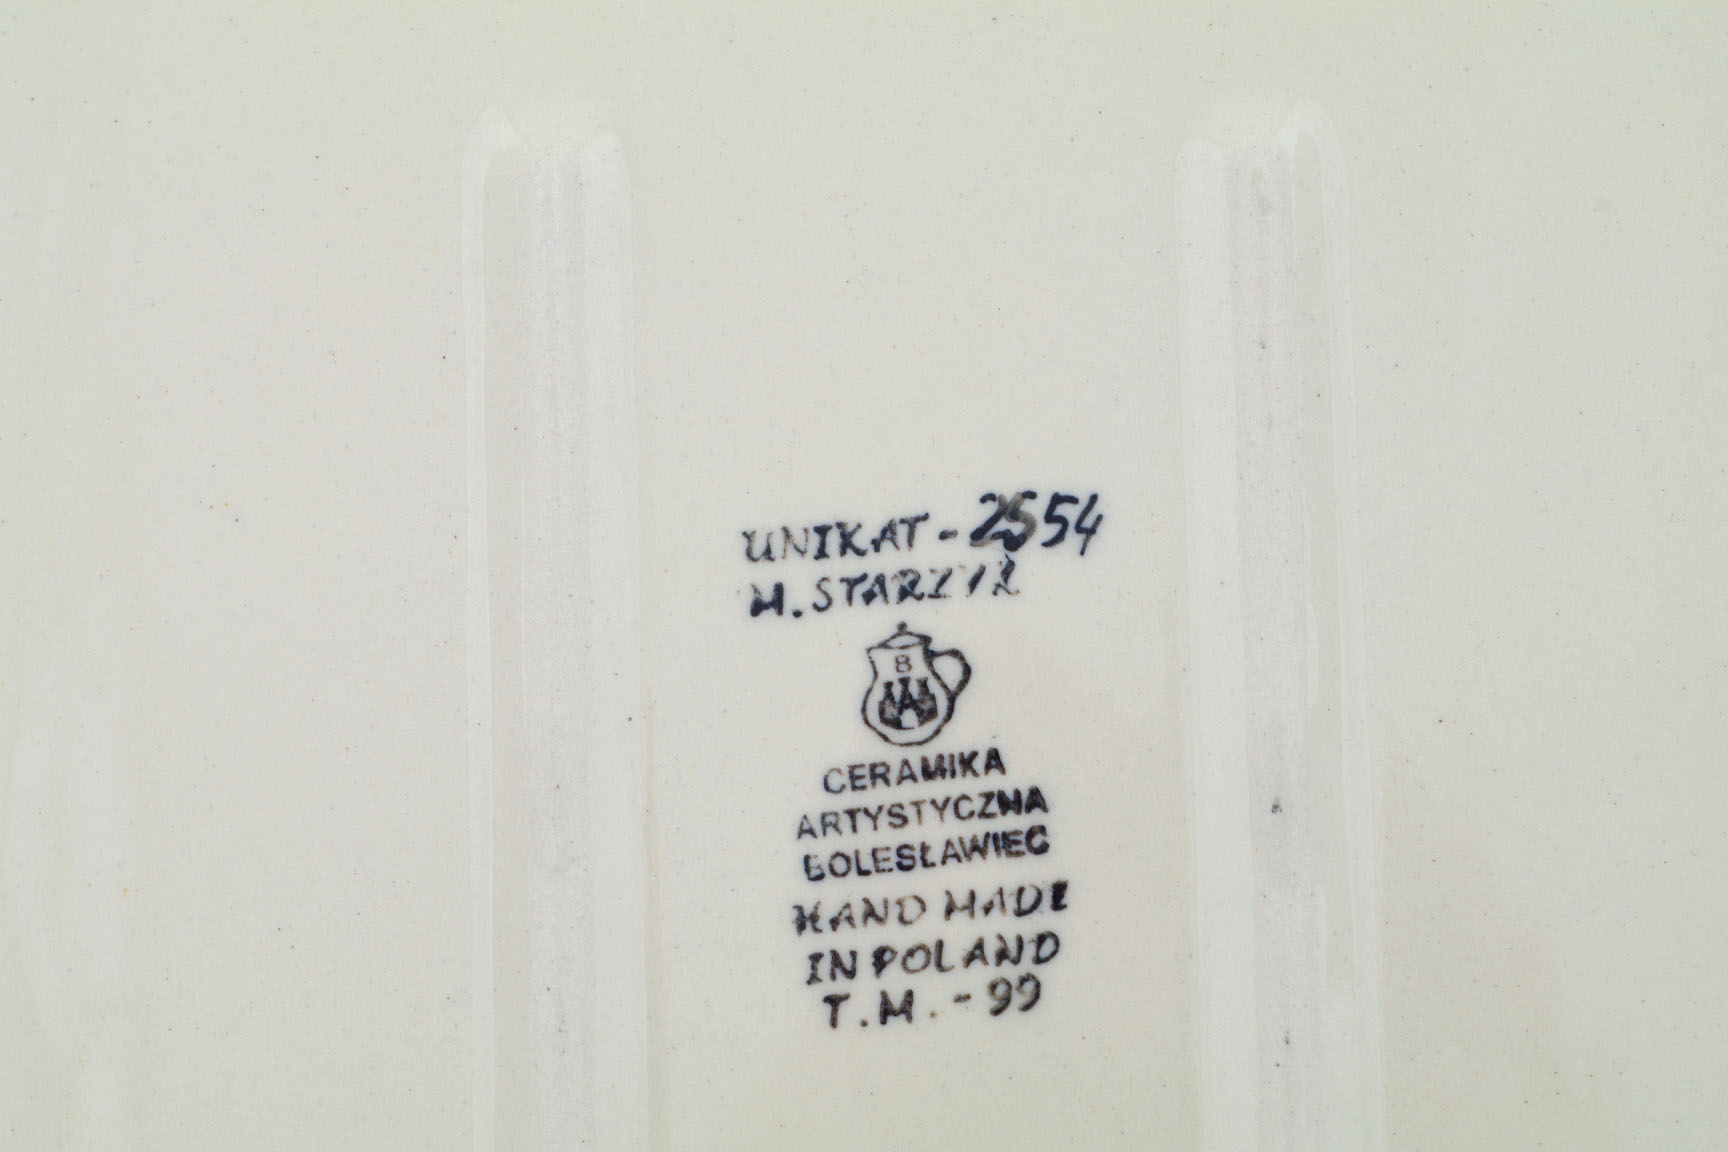 UNIKAT - 2554
M. STARZYK
B
A
CERAMIKA
ARTYSTYCZNA
BOLESŁAWIEC
HAND MADE
IN POLAND
T.M. - 99